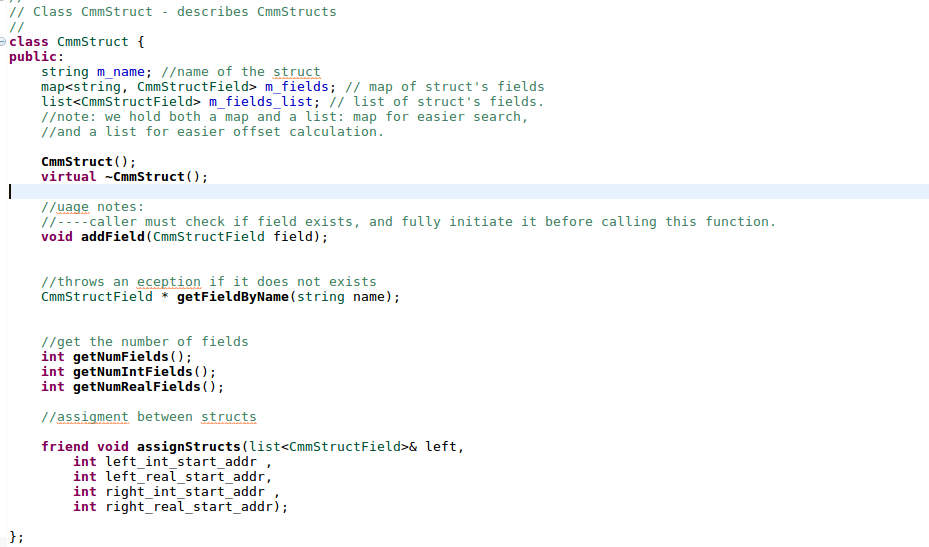 //
// Class CmmStruct - describes CmmStructs
//
class CmmStruct {
public:
    string m_name; //name of the struct
    map<string, CmmStructField> m_fields; // map of struct's fields
    list<CmmStructField> m_fields_list; // list of struct's fields.
    //note: we hold both a map and a list: map for easier search,
    //and a list for easier offset calculation.

    CmmStruct();
    virtual ~CmmStruct();

    //uage notes:
    //----caller must check if field exists, and fully initiate it before calling this function.
    void addField(CmmStructField field);


    //throws an eception if it does not exists
    CmmStructField * getFieldByName(string name);


    //get the number of fields
    int getNumFields();
    int getNumIntFields();
    int getNumRealFields();

    //assigment between structs

    friend void assignStructs(list<CmmStructField>& left,
        int left_int_start_addr ,
        int left_real_start_addr,
        int right_int_start_addr ,
        int right_real_start_addr);

};